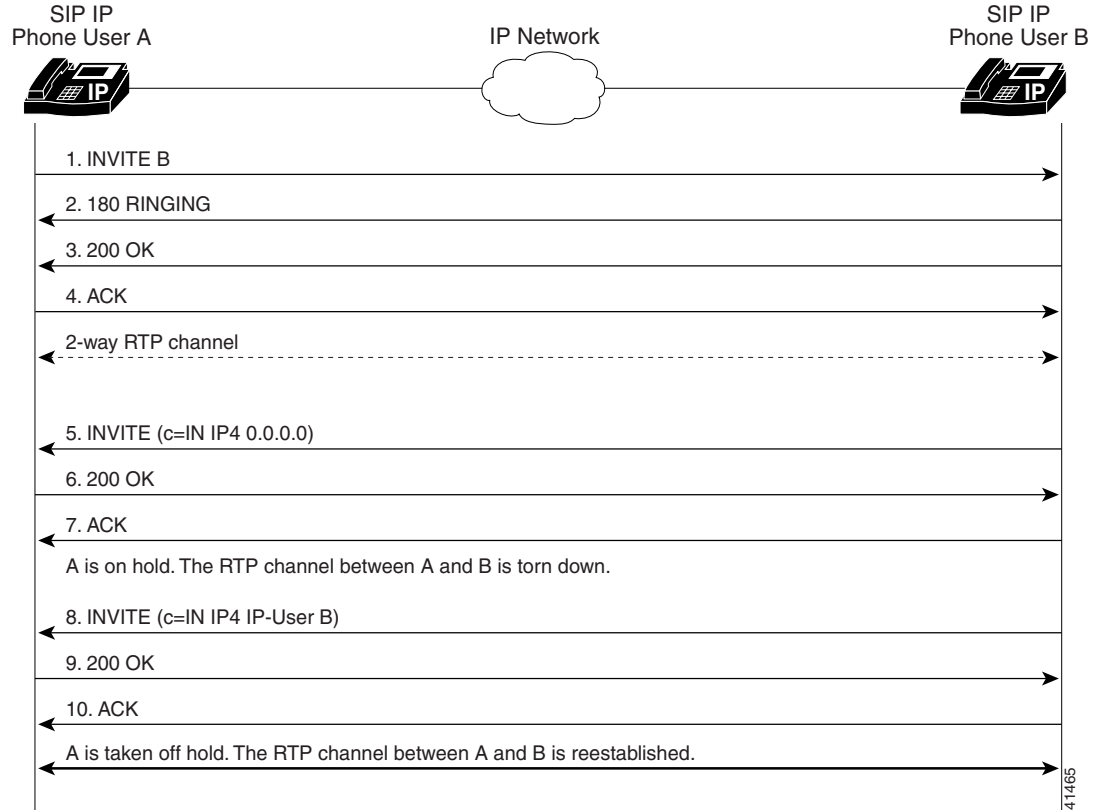 SIP IP
Phone User A
IP Network
SIP IP
Phone User B
IP
IP
1. INVITE B
2. 180 RINGING
3. 200 OK
4. ACK
2-way RTP channel
5. INVITE (c=IN IP4 0.0.0.0)
6. 200 OK
7. ACK
A is on hold. The RTP channel between A and B is torn down.
8. INVITE (c=IN IP4 IP-User B)
9. 200 OK
10. ACK
A is taken off hold. The RTP channel between A and B is reestablished.
41465